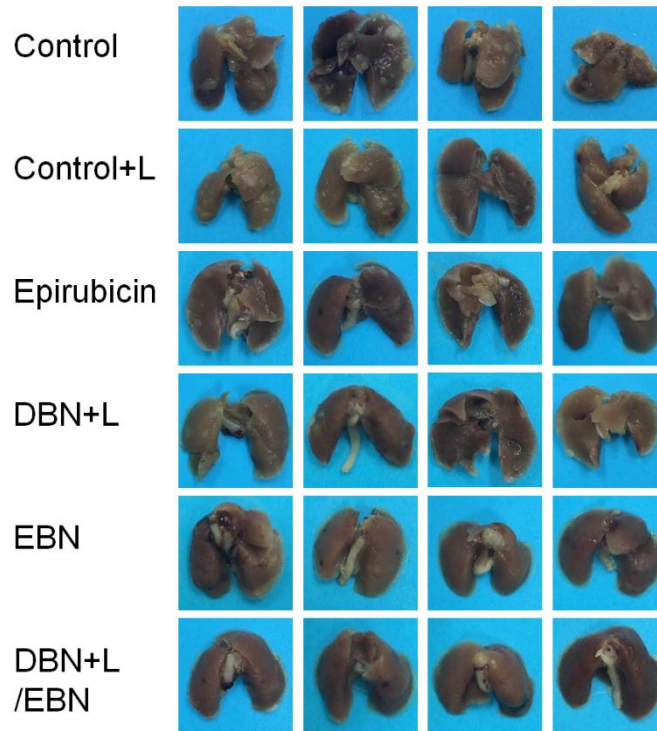 Control
Control+L
Epirubicin
DBN+L
EBN
DBN+L
/EBN